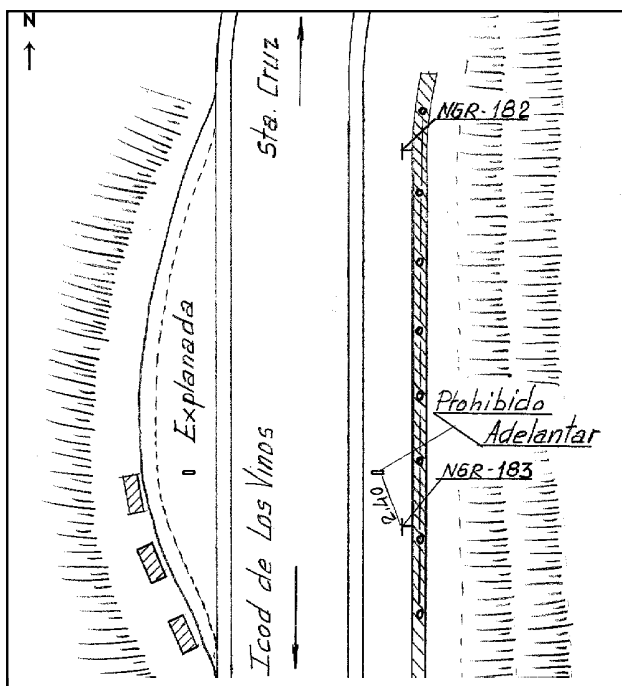 N
Sta. Cruz
NGR-182
Explanada
Prohibido
Adelantar
NGR-183
2,40
Icod de Los Vinos